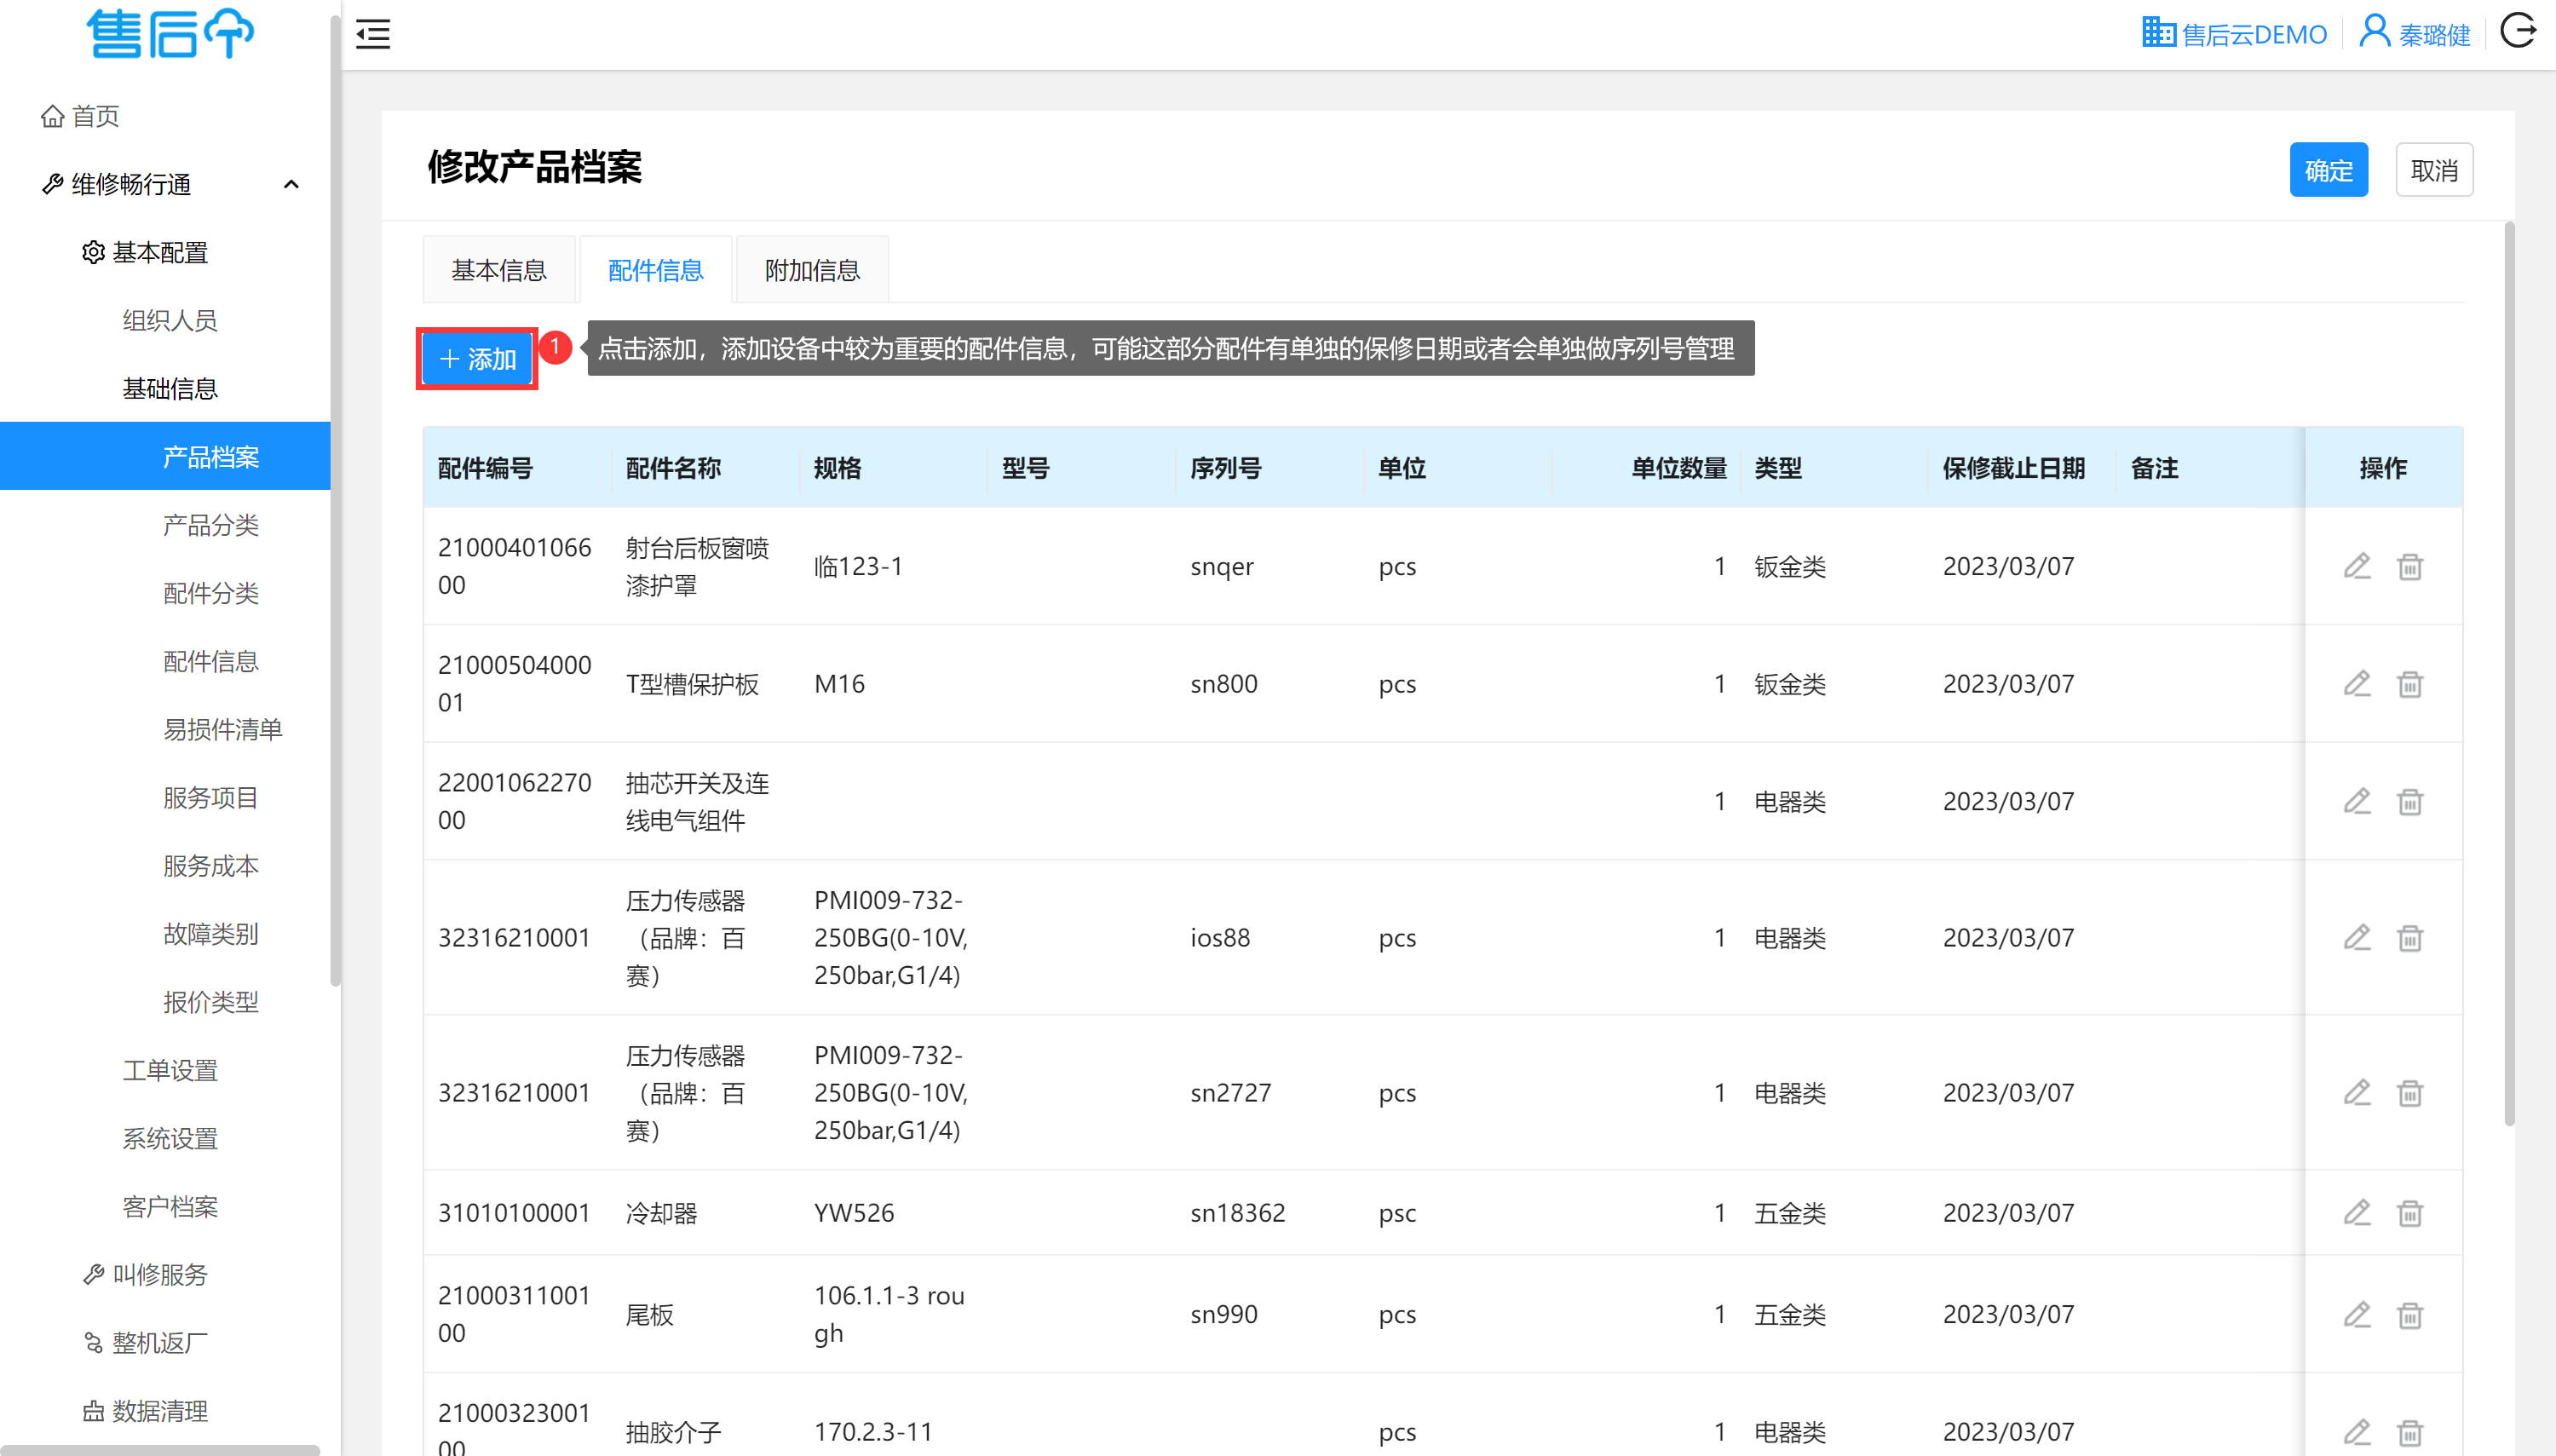 售后
售后云DEMO
秦璐健
首页
维修畅行通
基本配置
组织人员
基础信息
产品档案
产品分类
配件分类
配件信息
易损件清单
服务项目
服务成本
故障类别
报价类型
工单设置
系统设置
客户档案
叫修服务
整机返厂
数据清理
修改产品档案
确定
取消
基本信息
配件信息
附加信息
添加
1
点击添加，添加设备中较为重要的配件信息，可能这部分配件有单独的保修日期或者会单独做序列号管理
配件编号 配件名称 规格 型号 序列号 单位 单位数量 类型 保修截止日期 备注 操作
21000401066 射台后板窗喷
00 漆护罩
临123-1 snqer pcs 1 钣金类 2023/03/07
21000504000
01
T型槽保护板 M16 sn800 pcs 1 钣金类 2023/03/07
22001062270 抽芯开关及连
00 线电气组件
1 电器类 2023/03/07
32316210001
压力传感器
（品牌：百
赛）
PMI009-732-
250BG(0-10V,
250bar,G1/4)
ios88 pcs 1 电器类 2023/03/07
32316210001
压力传感器
（品牌：百
赛）
PMI009-732-
250BG(0-10V,
250bar,G1/4)
sn2727 pcs 1 电器类 2023/03/07
31010100001 冷却器 YW526 sn18362 psc 1 五金类 2023/03/07
21000311001
00
尾板
106.1.1-3 rou
gh
sn990 pcs 1 五金类 2023/03/07
21000323001
00
抽胶介子 170.2.3-11 pcs 1 电器类 2023/03/07